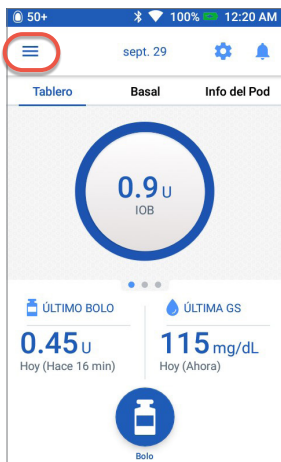 50+ 100% 12:20 AM
sept. 29
Tablero Basal Info del Pod
0.9 U
IOB
ÚLTIMO BOLO ÚLTIMA GS
0.45 U 115 mg/dL
Hoy (Hace 16 min) Hoy (Ahora)
Bolo